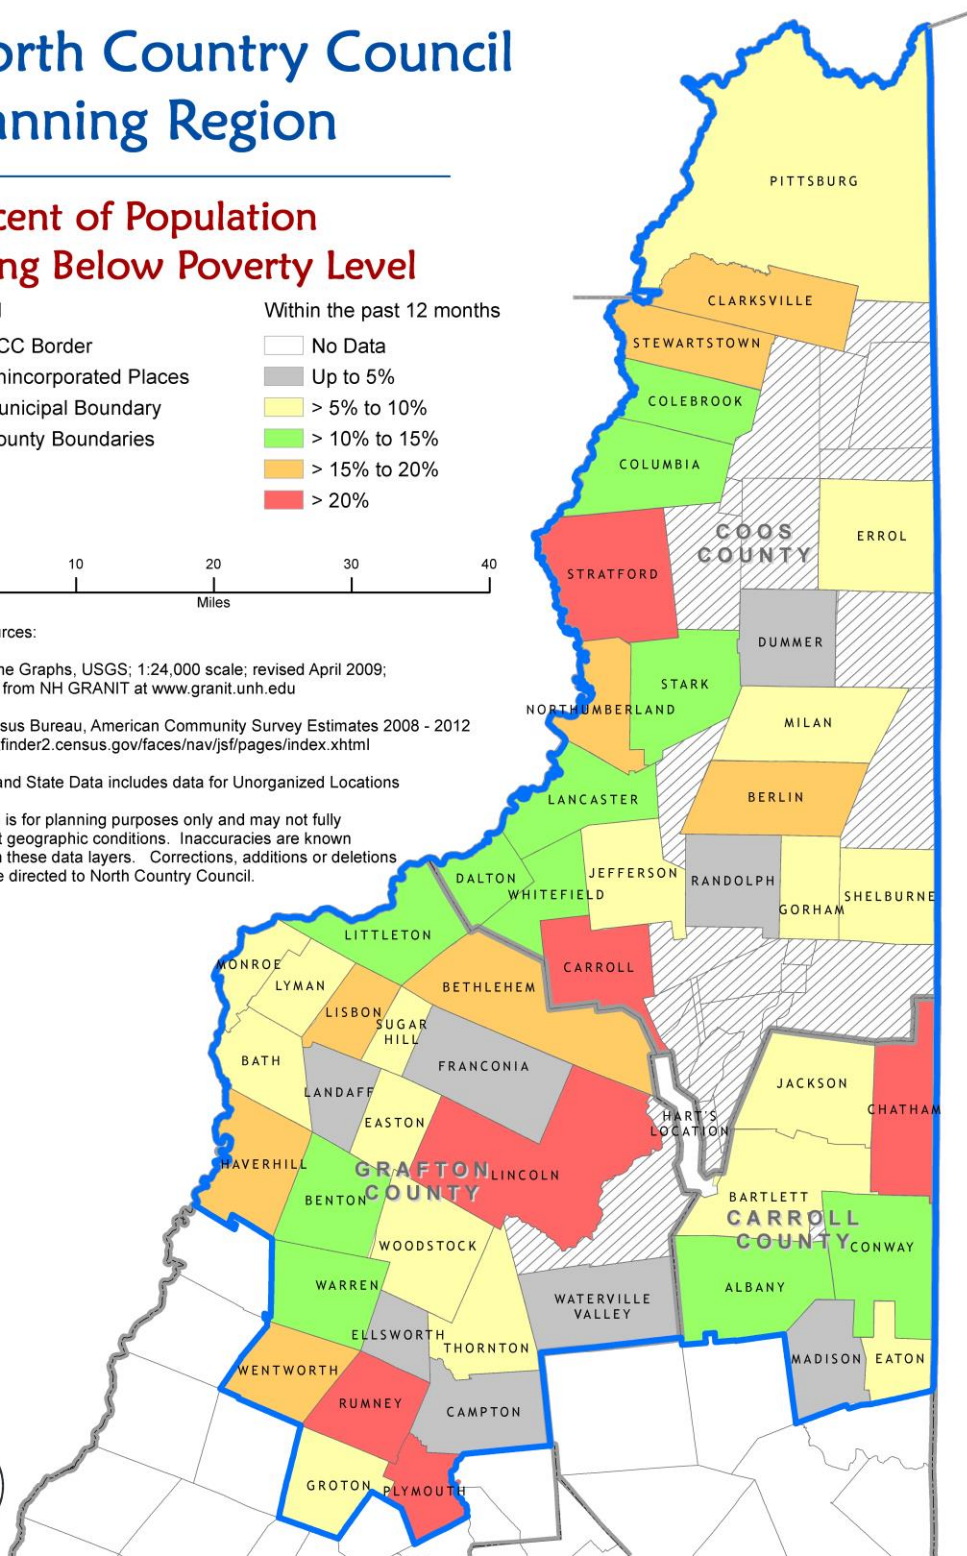 orth Country Council
anning Region
cent of Population
ng Below Poverty Level
Within the past 12 months
CC Border
No Data
nincorporated Places
Up to 5%
unicipal Boundary
> 5% to 10%
ounty Boundaries
> 10% to 15%
> 15% to 20%
> 20%
10
20
30
40
Miles
urces:
ne Graphs, USGS; 1:24,000 scale; revised April 2009;
from NH GRANIT at www.granit.unh.edu
sus Bureau, American Community Survey Estimates 2008 - 2012
finder2.census.gov/faces/nav/jsf/pages/index.xhtml
and State Data includes data for Unorganized Locations
is for planning purposes only and may not fully
t geographic conditions. Inaccuracies are known
n these data layers. Corrections, additions or deletions
e directed to North Country Council.
PITTSBURG
CLARKSVILLE
STEWARTSTOWN
COLEBROOK
COLUMBIA
COOS
COUNTY
ERROL
STRATFORD
DUMMER
STARK
NORTHUMBERLAND
MILAN
LANCASTER
BERLIN
DALTON
WHITEFIELD
JEFFERSON
RANDOLPH
GORHAM
SHELBURNE
LITTLETON
MONROE
LYMAN
CARROLL
BETHLEHEM
LISBON
SUGAR
HILL
BATH
FRANCONIA
LANDAFF
EASTON
JACKSON
CHATHAM
HART'S
LOCATION
HAVERHILL
GRAFTON
COUNTY
LINCOLN
BENTON
BARTLETT
CARROLL
COUNTY
CONWAY
WOODSTOCK
WARREN
ALBANY
WATERVILLE
VALLEY
ELLSWORTH
THORNTON
MADISON
EATON
WENTWORTH
RUMNEY
CAMPTON
GROTON
PLYMOUTH